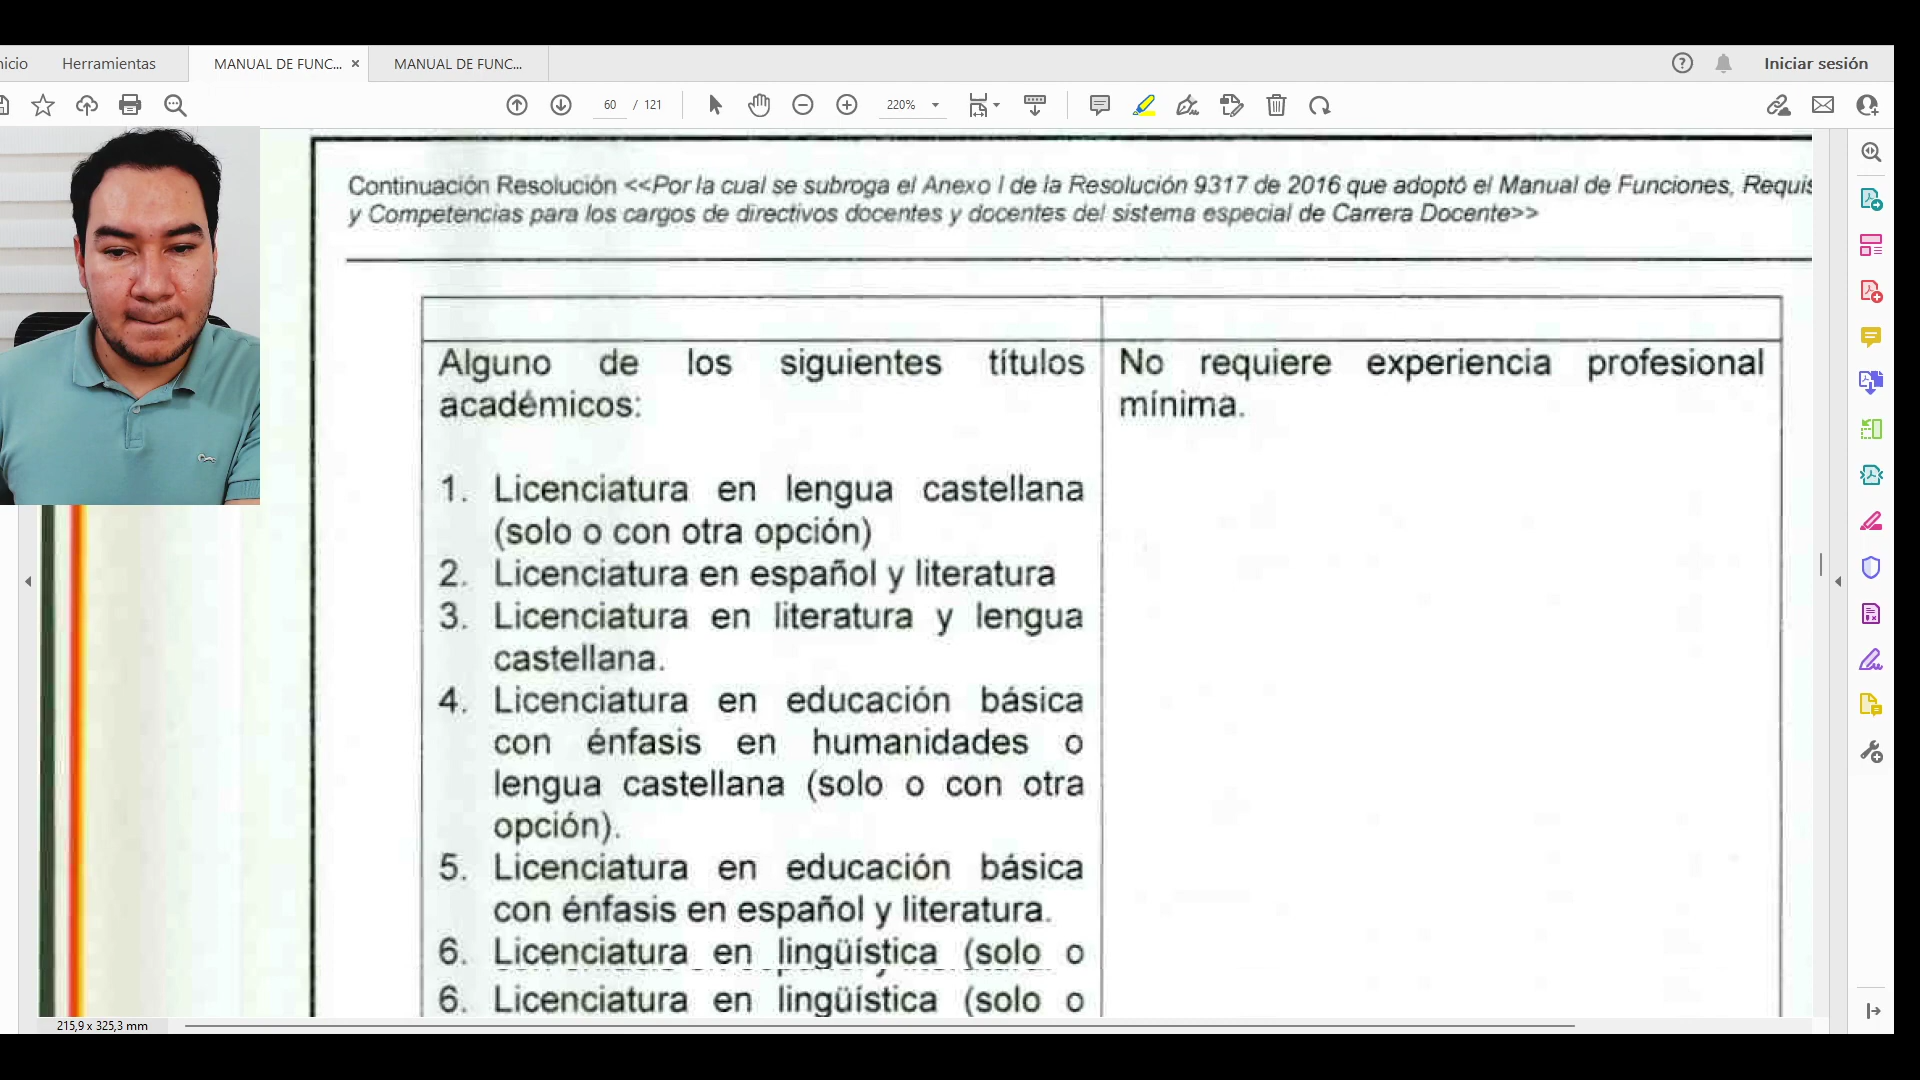 nicio
Herramientas
MANUAL DE FUNC... ×
MANUAL DE FUNC...
Iniciar sesión
60 / 121
220%
Continuación Resolución <<Por la cual se subroga el Anexo I de la Resolución 9317 de 2016 que adoptó el Manual de Funciones, Requis
y Competencias para los cargos de directivos docentes y docentes del sistema especial de Carrera Docente>>
Alguno de los siguientes títulos
académicos:
1. Licenciatura en lengua castellana
(solo o con otra opción)
2. Licenciatura en español y literatura
3. Licenciatura en literatura y lengua
castellana.
4. Licenciatura en educación básica
con énfasis en humanidades o
lengua castellana (solo o con otra
opción).
5. Licenciatura en educación básica
con énfasis en español y literatura.
6. Licenciatura en lingüística (solo o
6. Licenciatura en lingüística (solo o
No requiere experiencia profesional
mínima.
215,9 x 325,3 mm